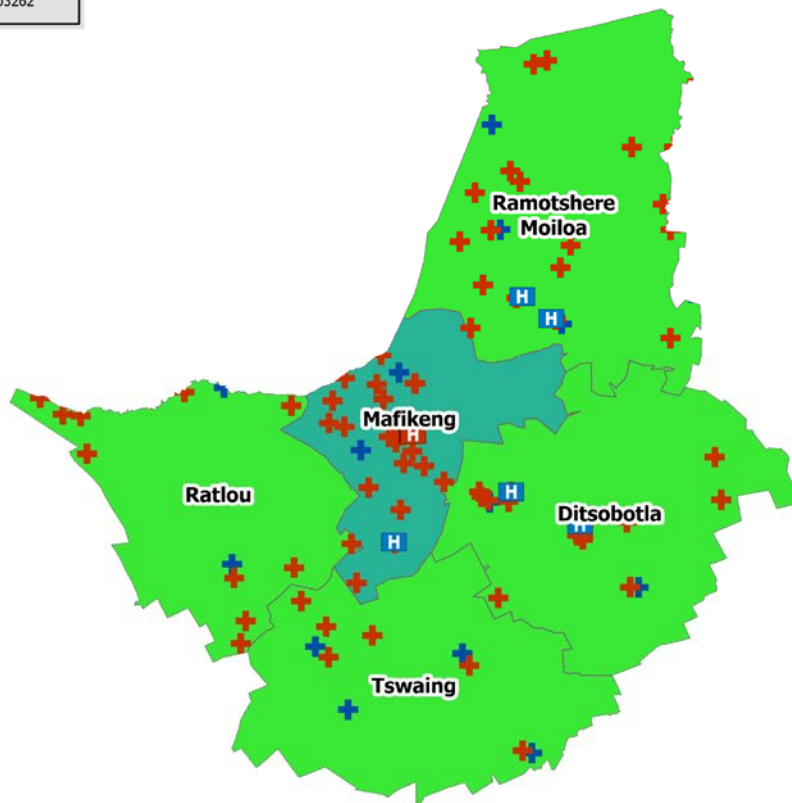 Ramotshere
Moiloa
H
H
Mafikeng
H
Ratlou
H
Ditsobotla
H
H
Tswaing